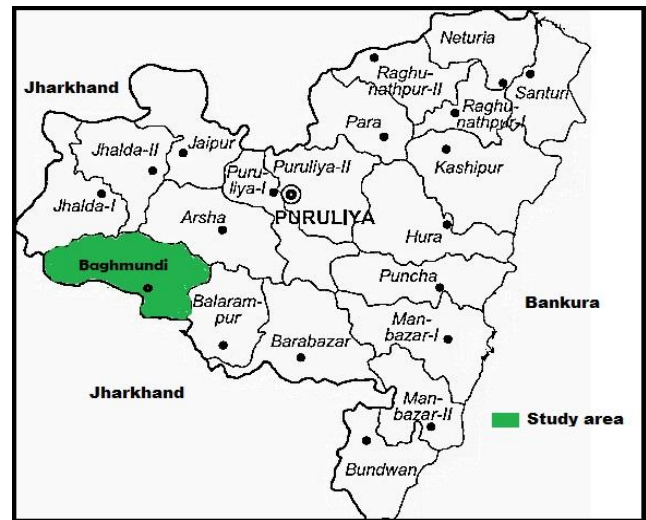 Neturia
Jharkhand
Raghu-
nathpur-II
Santuri
Raghu-
nathpur-I
Para
Jhalda-II
Jaipur
Puru-
liya-I
Puruliya-II
Kashipur
Jhalda-I
Arsha
PURULIYA
Hura
Baghmundi
Puncha
Balaram-
pur
Bankura
Man-
bazar-I
Barabazar
Jharkhand
Man-
bazar-II
Study area
Bundwan